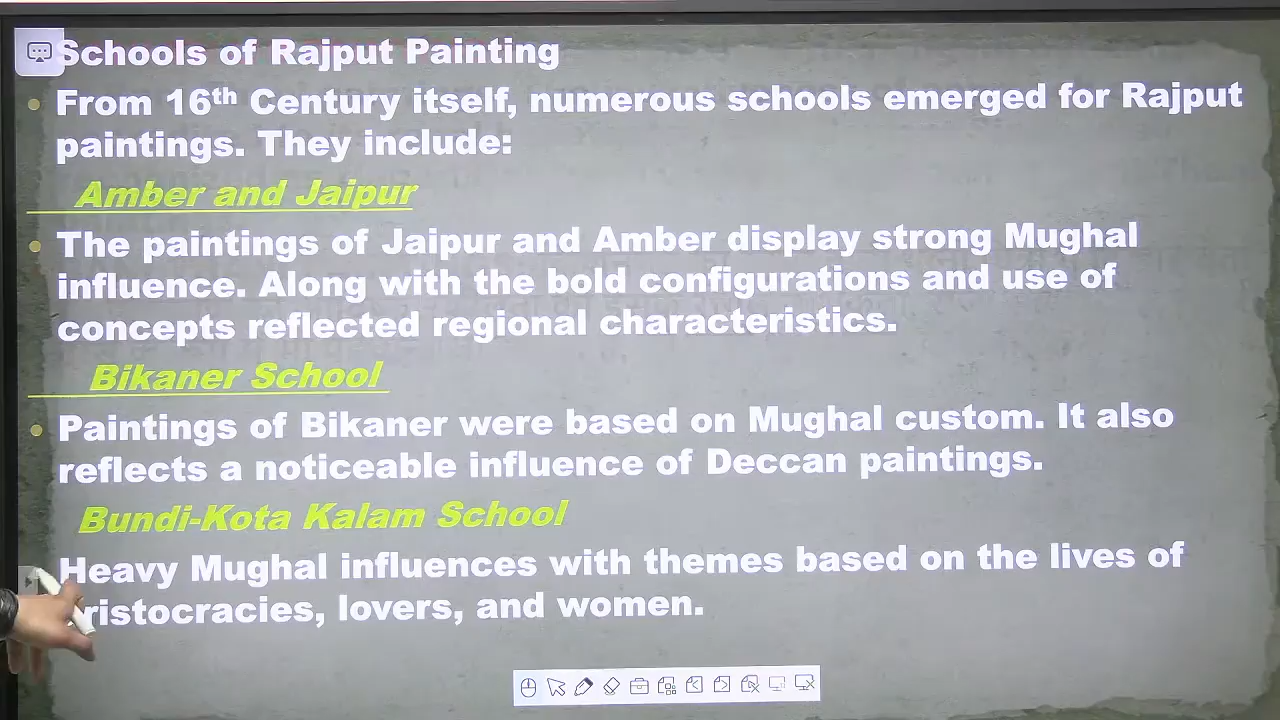 Schools of Rajput Painting
From 16th Century itself, numerous schools emerged for Rajput
paintings. They include:
Amber and Jaipur
The paintings of Jaipur and Amber display strong Mughal
influence. Along with the bold configurations and use of
concepts reflected regional characteristics.
Bikaner School
Paintings of Bikaner were based on Mughal custom. It also
reflects a noticeable influence of Deccan paintings.
Bundi-Kota Kalam School
Heavy Mughal influences with themes based on the lives of
ristocracies, lovers, and women.